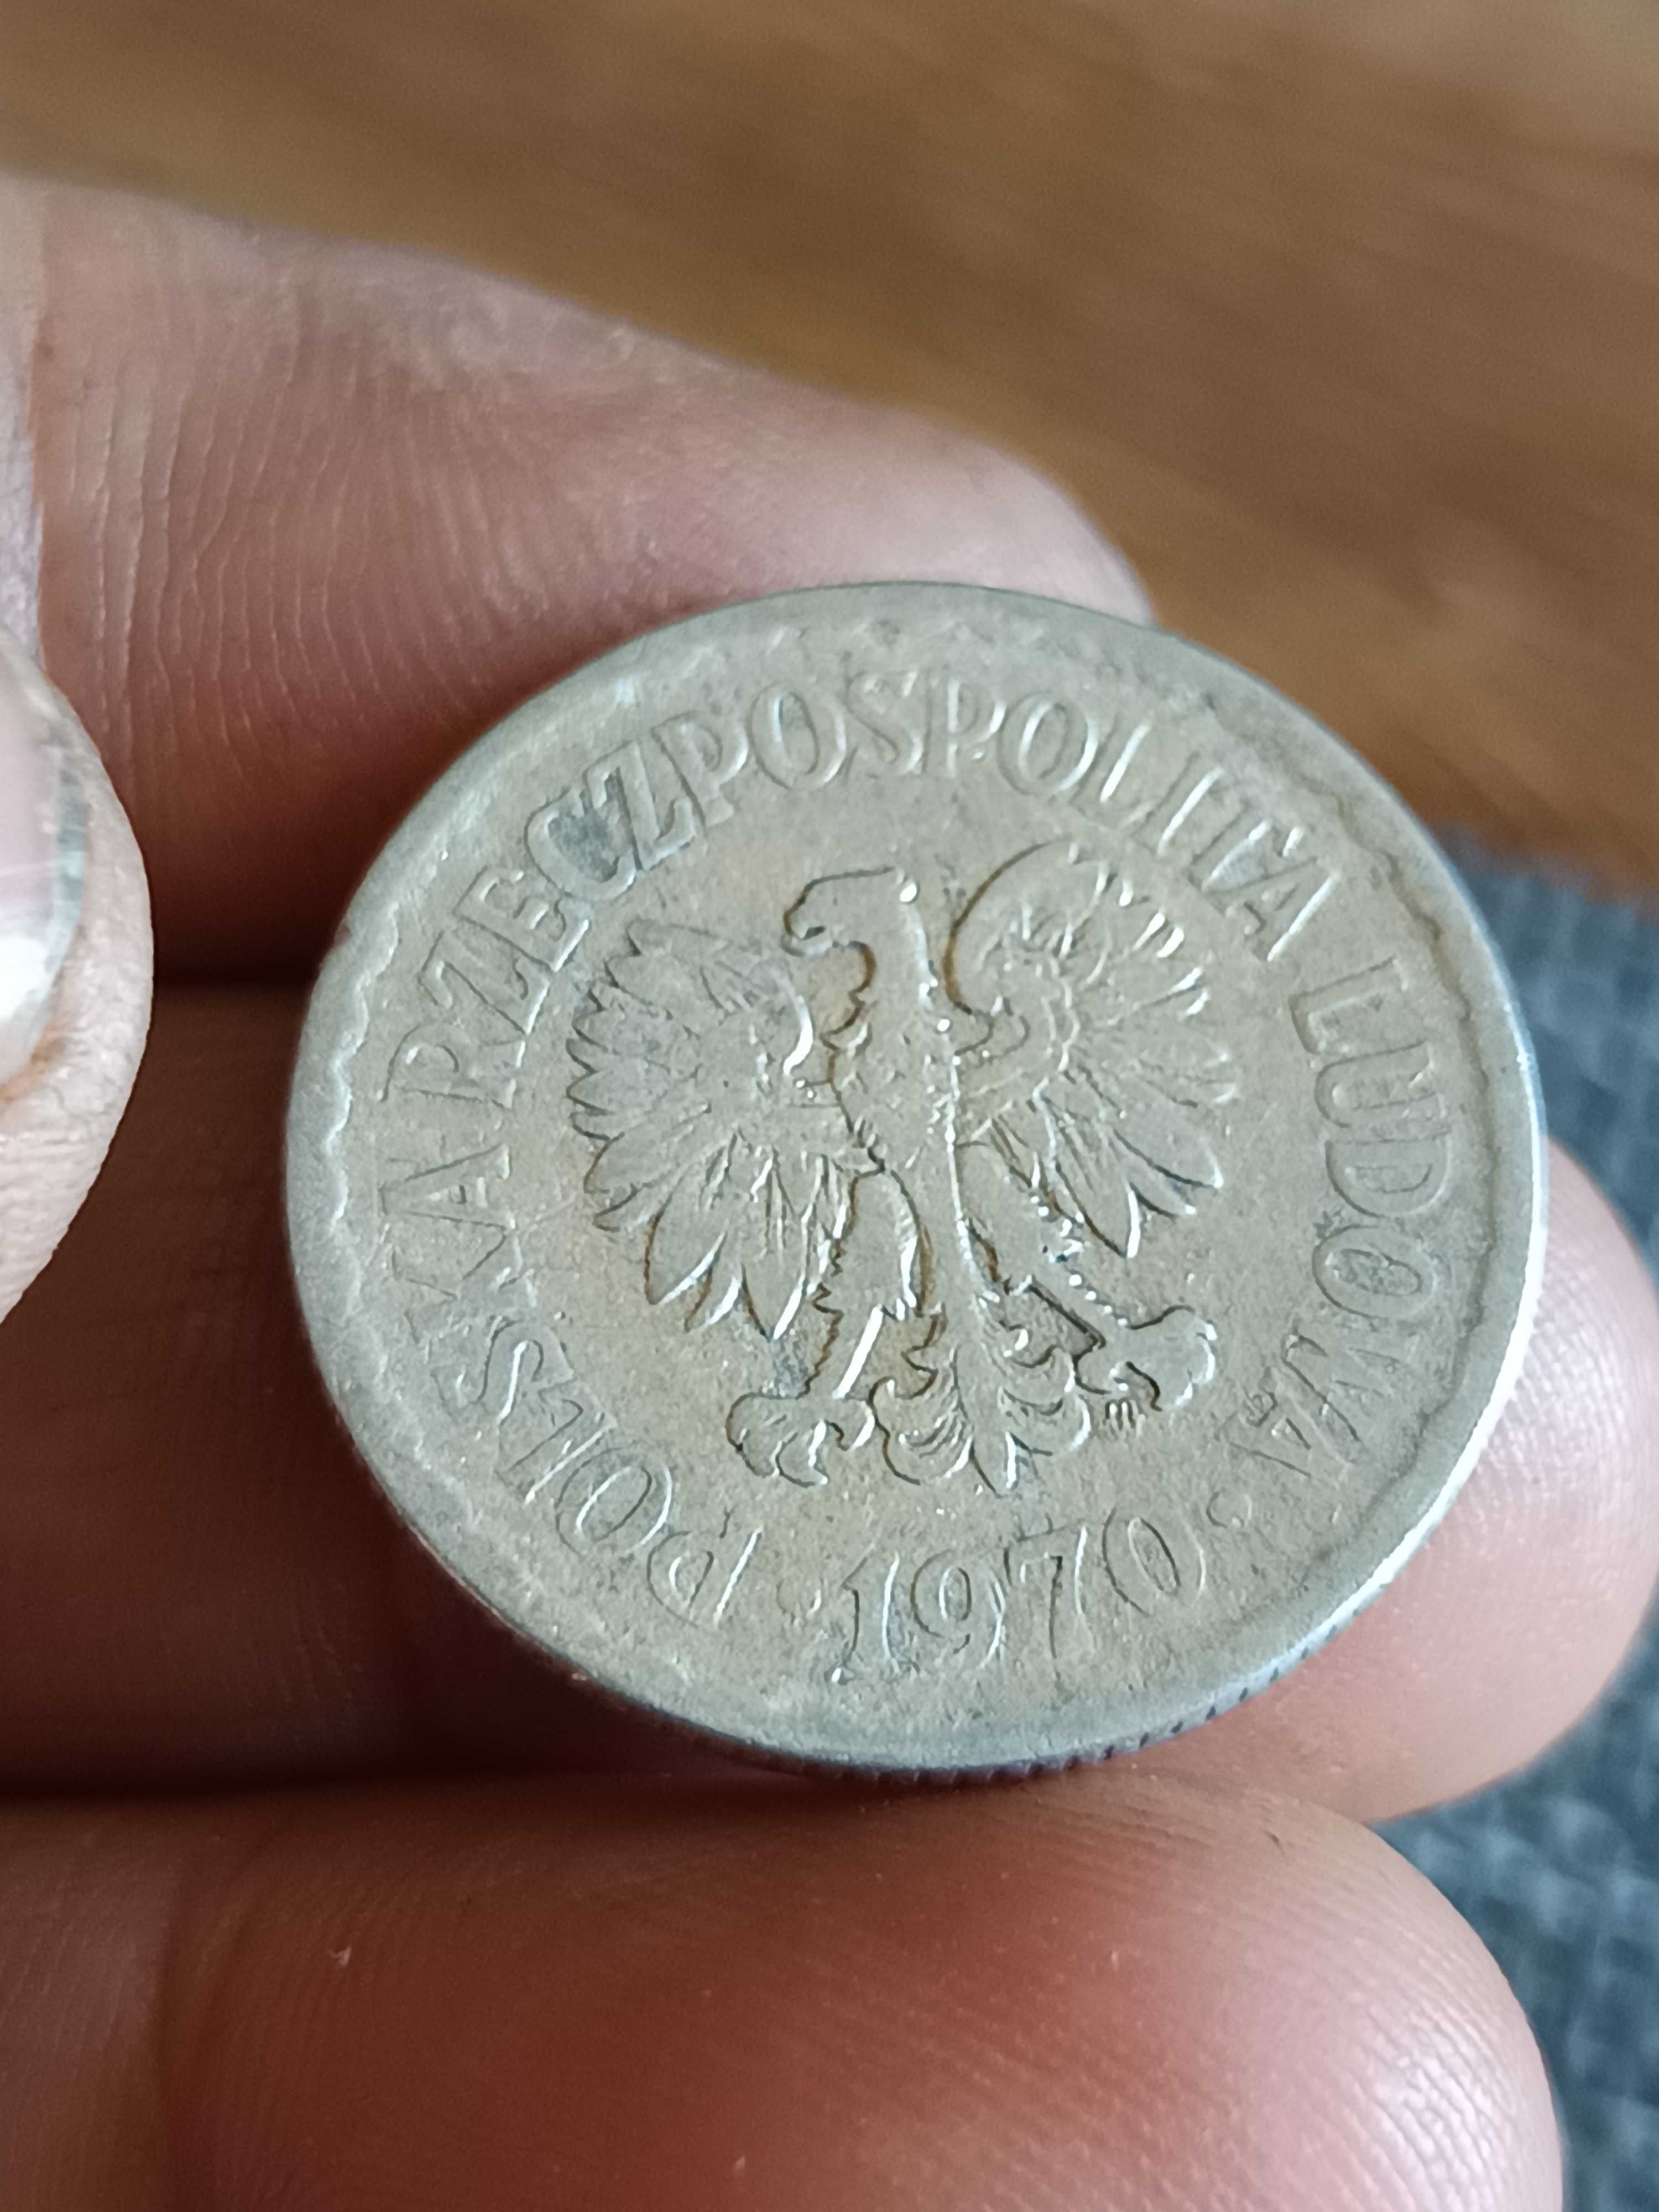 POLSKA RZECZPOSPOLITA LUDOWA
· 1970 ·